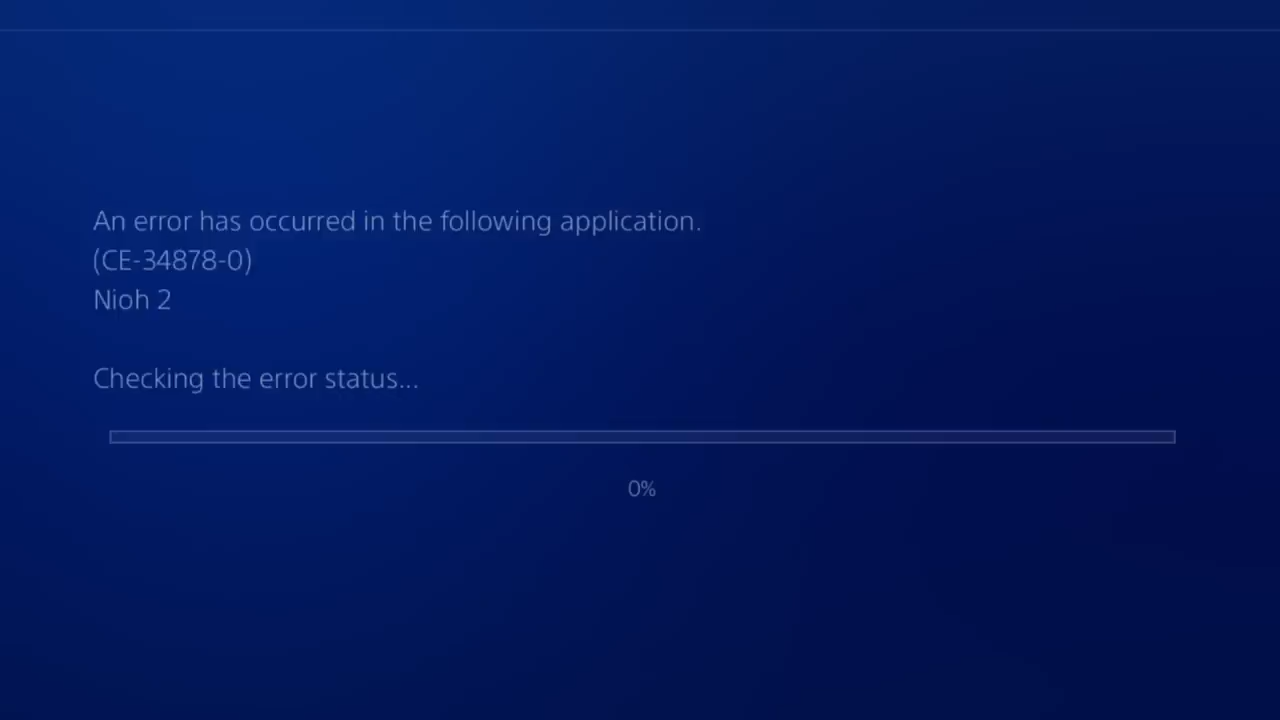 An error has occurred in the following application.
(CE-34878-0)
Nioh 2
Checking the error status...
0%